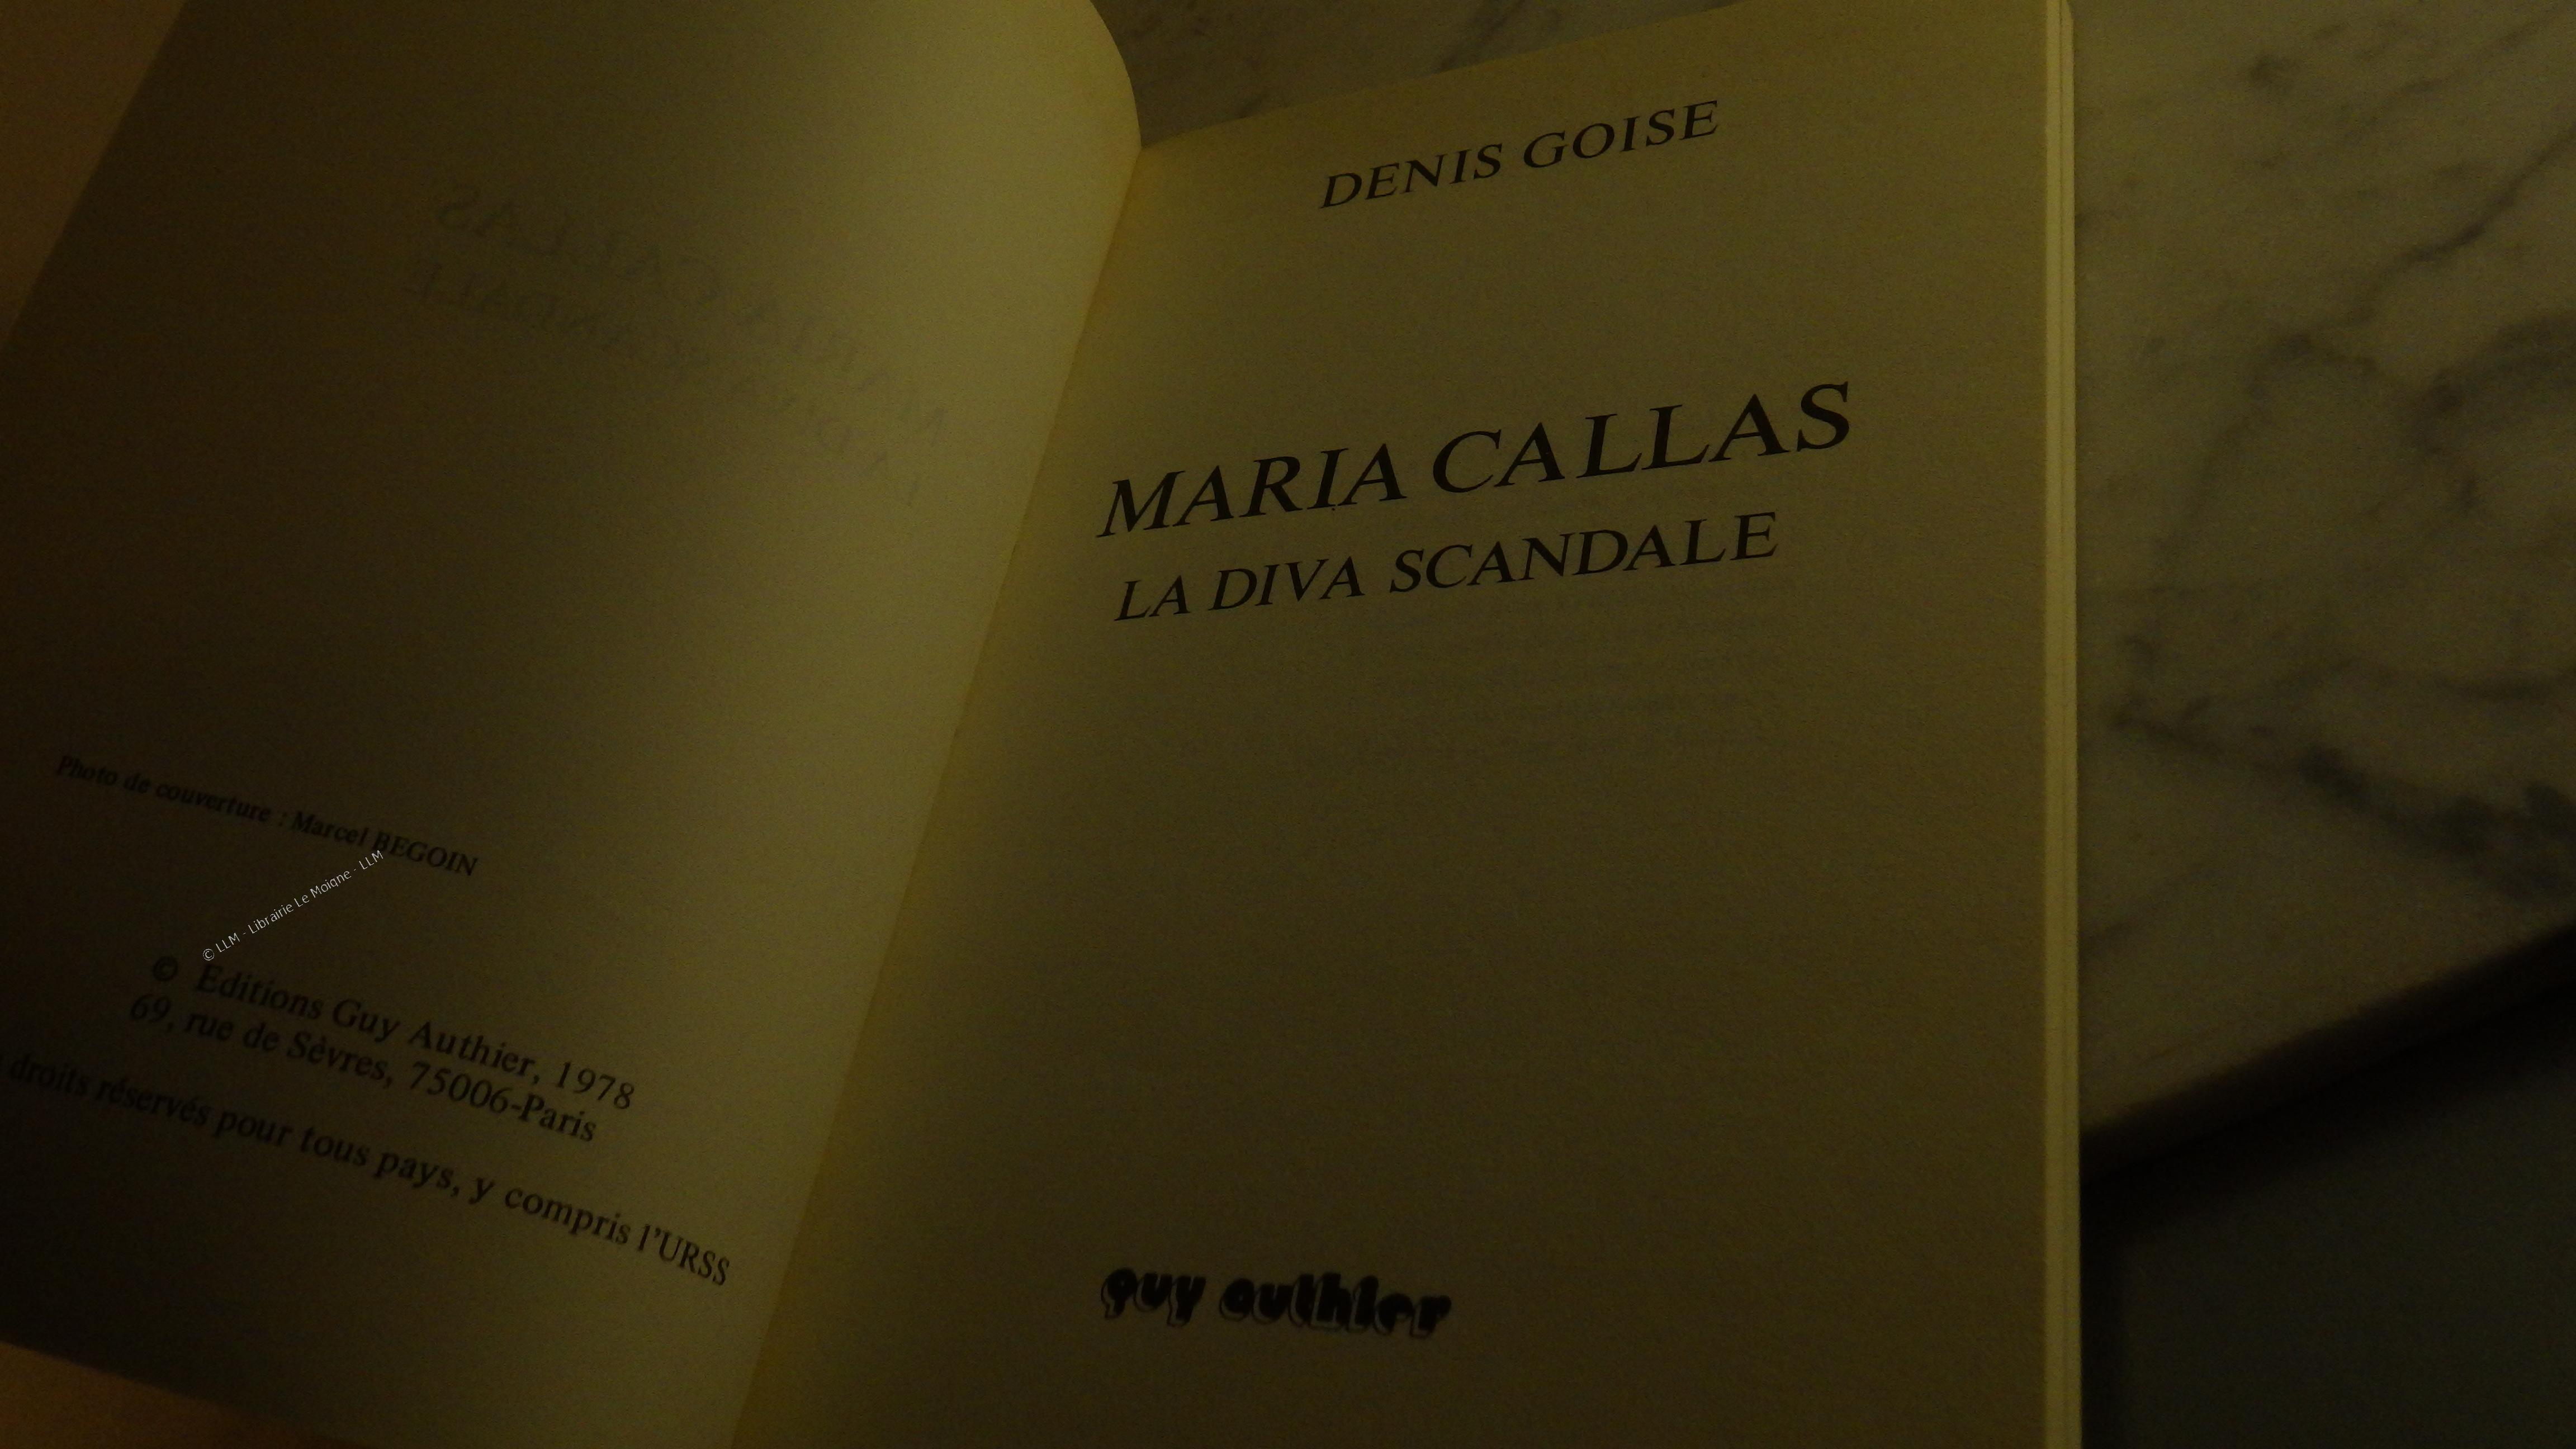 Photo de couverture : Marcel BEGOIN
© LLM - Librairie Le Moigne - LLM
© Editions Guy Authier, 1978
69, rue de Sèvres, 75006-Paris
droits réservés pour tous pays, y compris l'URSS
DENIS GOISE
MARIA CALLAS
LA DIVA SCANDALE
guy authier